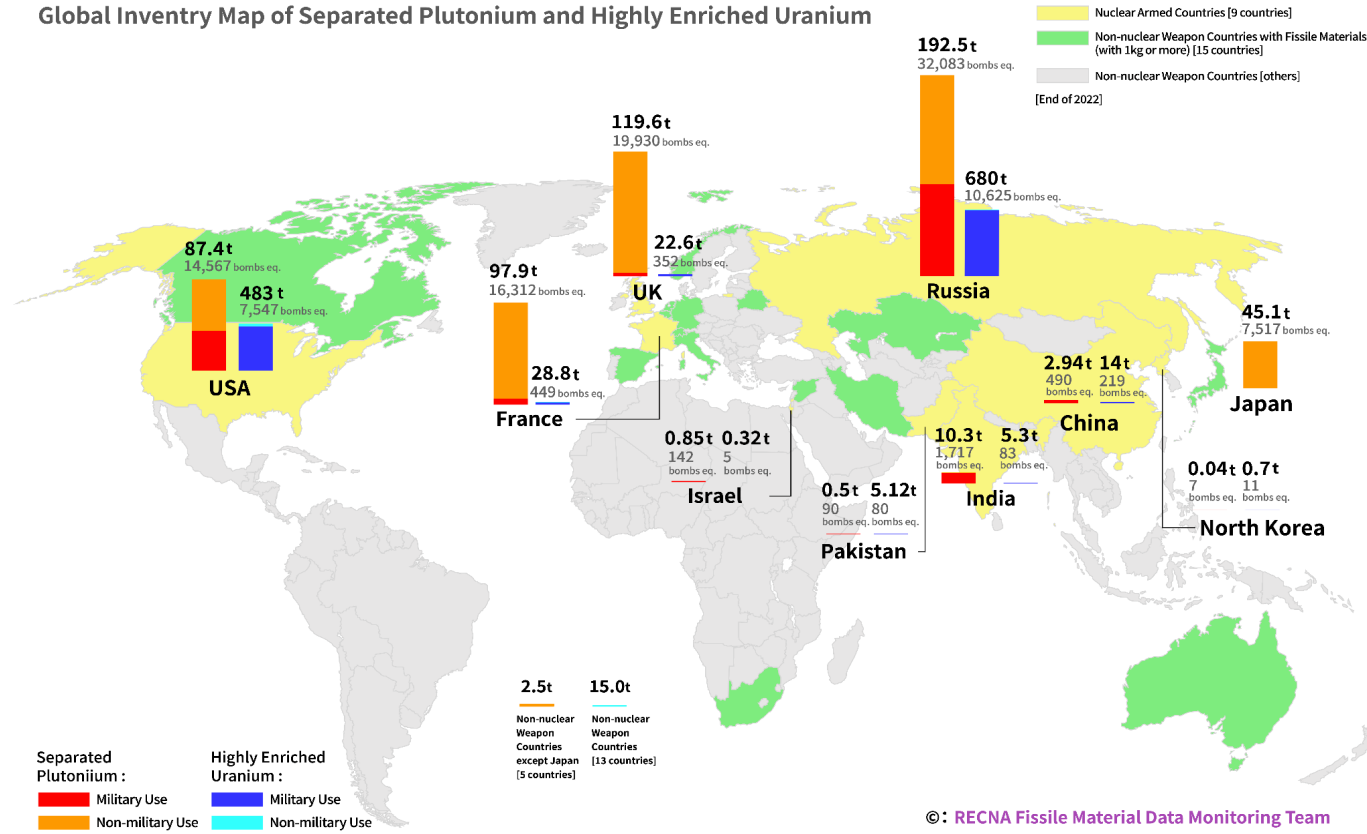 Global Inventry Map of Separated Plutonium and Highly Enriched Uranium
Nuclear Armed Countries [9 countries]
Non-nuclear Weapon Countries with Fissile Materials
(with 1kg or more) [15 countries]
Non-nuclear Weapon Countries [others]
[End of 2022]
192.5t
32,083 bombs eq.
680t
10,625 bombs eq.
Russia
119.6t
19,930 bombs eq.
22.6t
352 bombs eq.
UK
87.4t
14,567 bombs eq.
483 t
7,547 bombs eq.
USA
97.9t
16,312 bombs eq.
28.8t
449 bombs eq.
France
45.1t
7,517 bombs eq.
Japan
2.94t 14t
490 219
bombs eq. bombs eq.
China
0.85t 0.32t
142 5
bombs eq. bombs eq.
Israel
10.3t 5.3t
1,717 83
bombs eq. bombs eq.
India
0.5t 5.12t
90 80
bombs eq. bombs eq.
Pakistan
0.04t 0.7t
7 11
bombs eq. bombs eq.
North Korea
2.5t 15.0t
Non-nuclear Non-nuclear
Weapon Weapon
Countries Countries
except Japan [13 countries]
[5 countries]
Separated
Plutoniium :
Military Use
Non-military Use
Highly Enriched
Uranium :
Military Use
Non-military Use
©: RECNA Fissile Material Data Monitoring Team